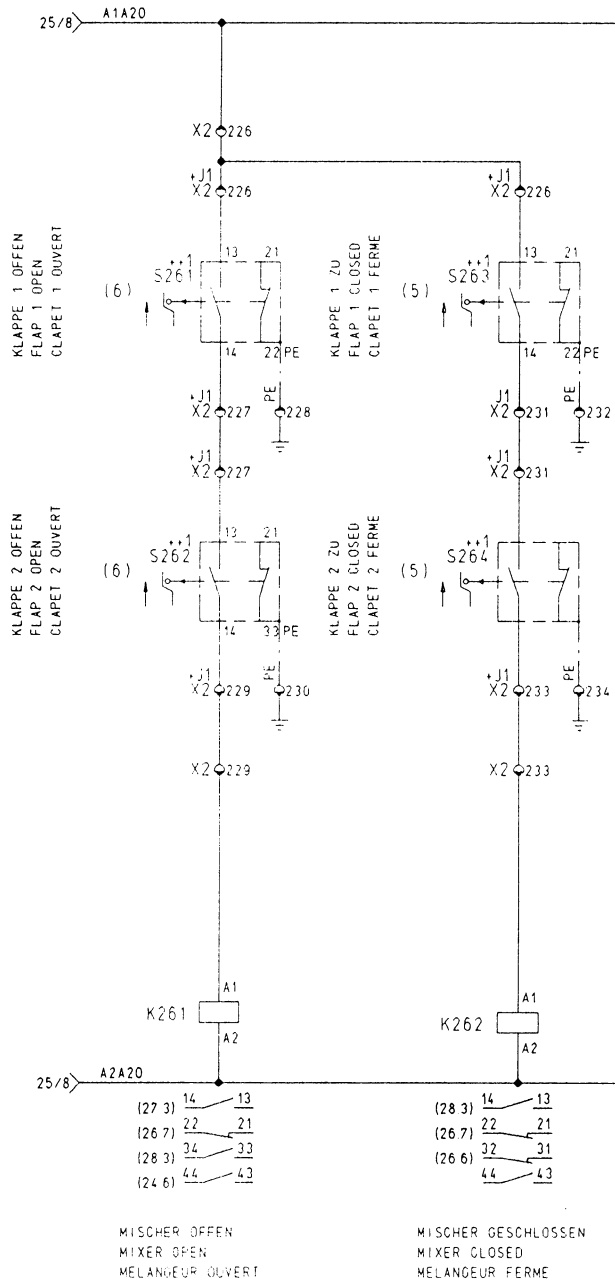 25/8 A1A20
X2 226
+J1
X2 226
+J1
X2 226
KLAPPE 1 OFFEN
FLAP 1 OPEN
CLAPET 1 OUVERT
(6)
++1
S261
13 21
14 22 PE
KLAPPE 1 ZU
FLAP 1 CLOSED
CLAPET 1 FERME
(5)
++1
S263
13 21
14 22 PE
+J1
X2 227
PE
228
J1
X2 231
PE
232
+J1
X2 227
+J1
X2 231
KLAPPE 2 OFFEN
FLAP 2 OPEN
CLAPET 2 OUVERT
(6)
++1
S262
13 21
14 33 PE
KLAPPE 2 ZU
FLAP 2 CLOSED
CLAPET 2 FERME
(5)
++1
S264
+J1
X2 229
PE
230
+J1
X2 233
PE
234
X2 229
X2 233
A1
K261
A2
A1
K262
A2
25/8 A2A20
(27.3) 14 13
(26.7) 22 21
(28.3) 34 33
(24.6) 44 43
(28.3) 14 13
(26.7) 22 21
(26.6) 32 31
44 43
MISCHER OFFEN
MIXER OPEN
MELANGEUR OUVERT
MISCHER GESCHLOSSEN
MIXER CLOSED
MELANGEUR FERME